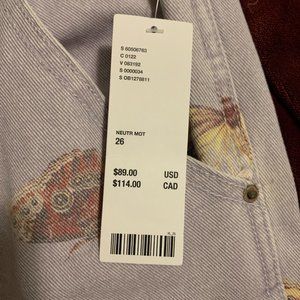 S 60506763
C 0122
V 083192
S 0000034
S OB1276811
NEUTR MOT
26
$89.00 USD
$114.00 CAD